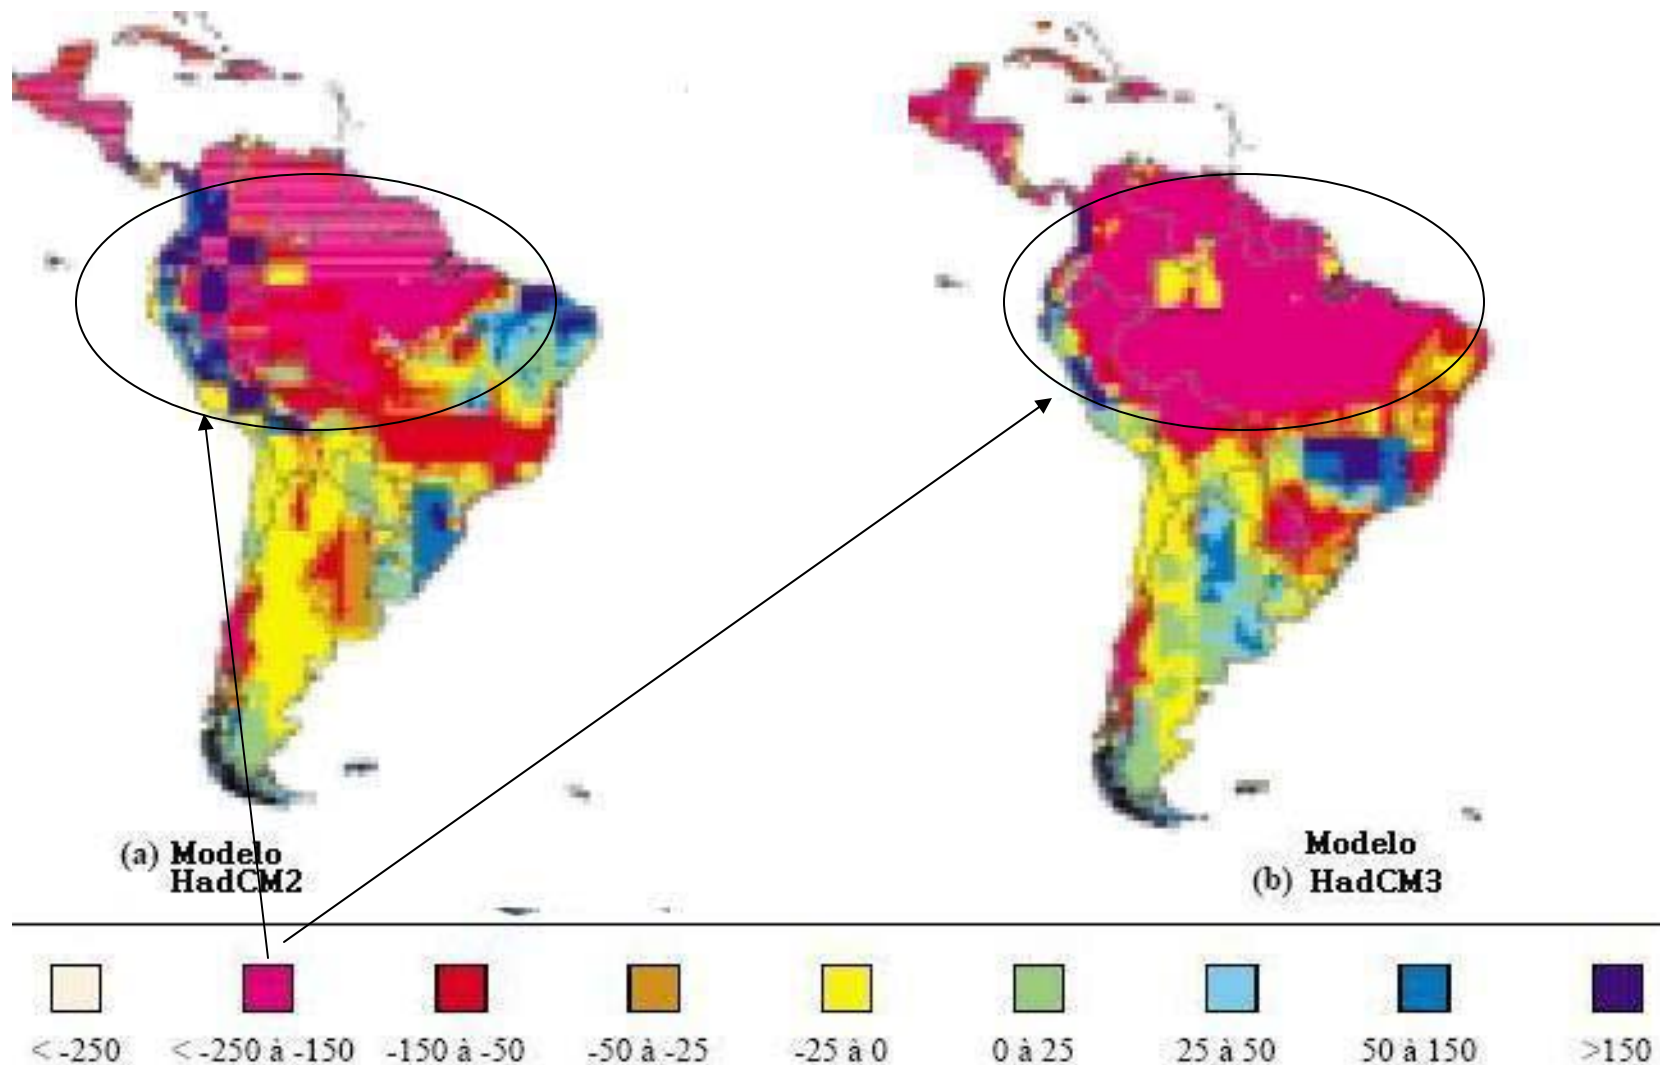 (a) Modelo
HadCM2
Modelo
(b) HadCM3
< -250
< -250 à -150
-150 à -50
-50 à -25
-25 à 0
0 à 25
25 à 50
50 à 150
>150